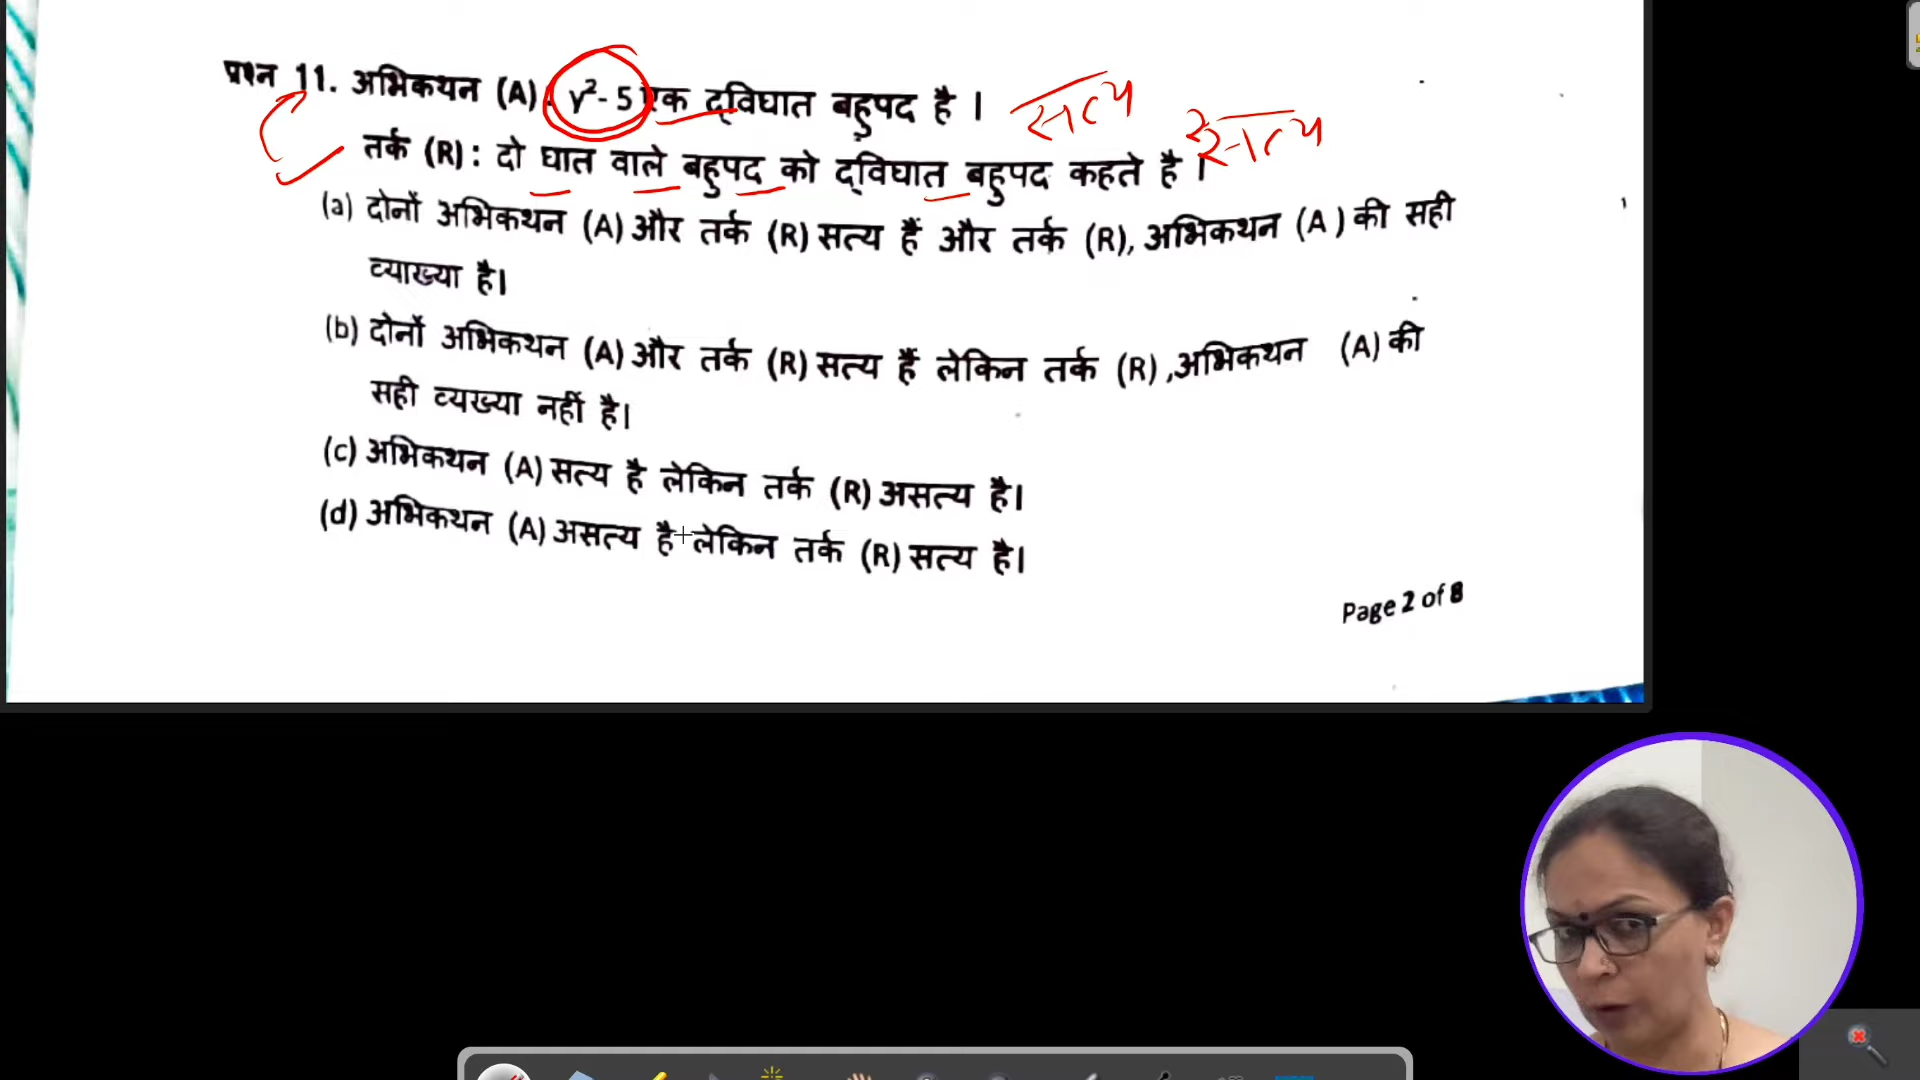 प्रश्न 11. अभिकथन (A) : y²- 5 एक द्विघात बहुपद है । सत्य
तर्क (R) : दो घात वाले बहुपद को द्विघात बहुपद कहते है । सत्य
(a) दोनों अभिकथन (A) और तर्क (R) सत्य हैं और तर्क (R), अभिकथन (A ) की सही
व्याख्या है।
(b) दोनों अभिकथन (A) और तर्क (R) सत्य हैं लेकिन तर्क (R) ,अभिकथन (A) की
सही व्यख्या नहीं है।
(c) अभिकथन (A) सत्य है लेकिन तर्क (R) असत्य है।
(d) अभिकथन (A) असत्य है लेकिन तर्क (R) सत्य है।
Page 2 of 8